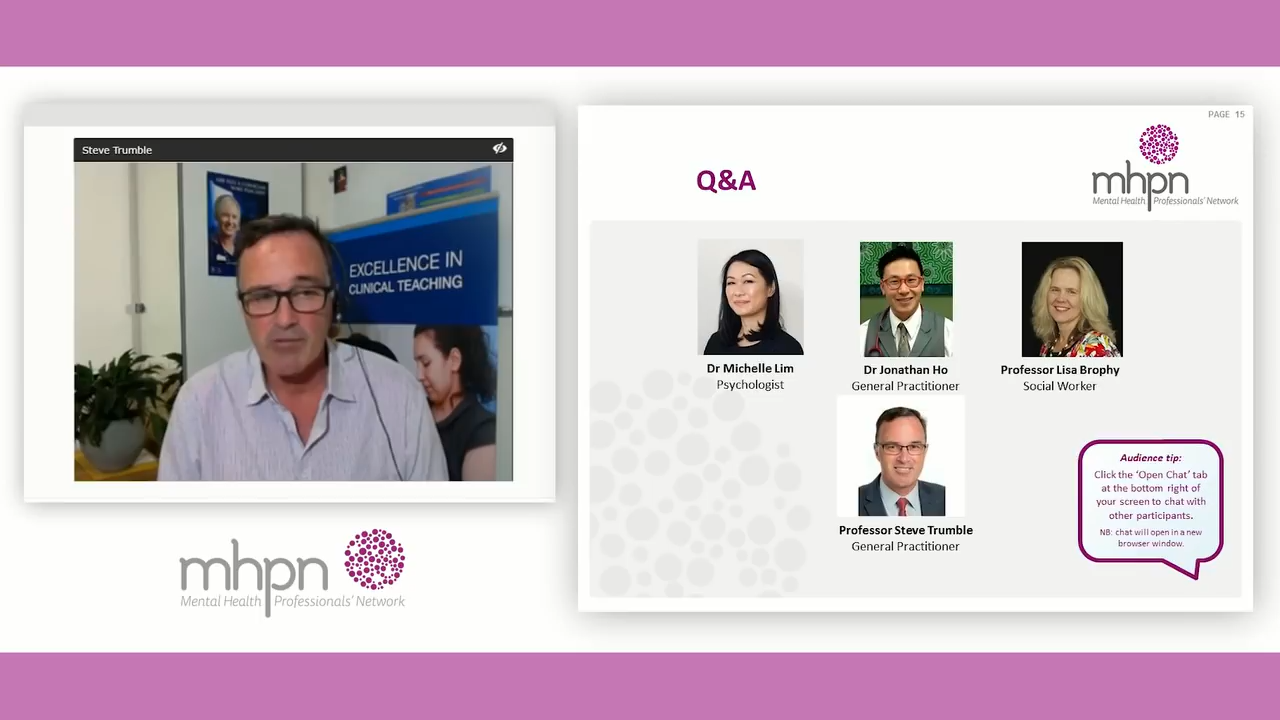 Steve Trumble
EXCELLENCE IN
CLINICAL TEACHING
mhpn
Mental Health Professionals' Network
PAGE 15
Q&A
mhpn
Mental Health Professionals' Network
Dr Michelle Lim
Psychologist
Dr Jonathan Ho
General Practitioner
Professor Lisa Brophy
Social Worker
Professor Steve Trumble
General Practitioner
Audience tip:
Click the 'Open Chat' tab
at the bottom right of
your screen to chat with
other participants.
NB: chat will open in a new
browser window.